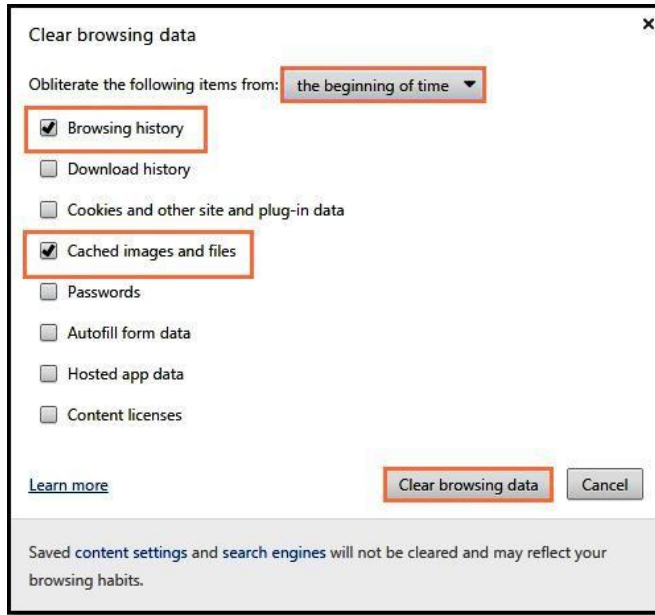 Clear browsing data
Obliterate the following items from: the beginning of time
Browsing history
Download history
Cookies and other site and plug-in data
Cached images and files
Passwords
Autofill form data
Hosted app data
Content licenses
Learn more Clear browsing data Cancel
Saved content settings and search engines will not be cleared and may reflect your
browsing habits.